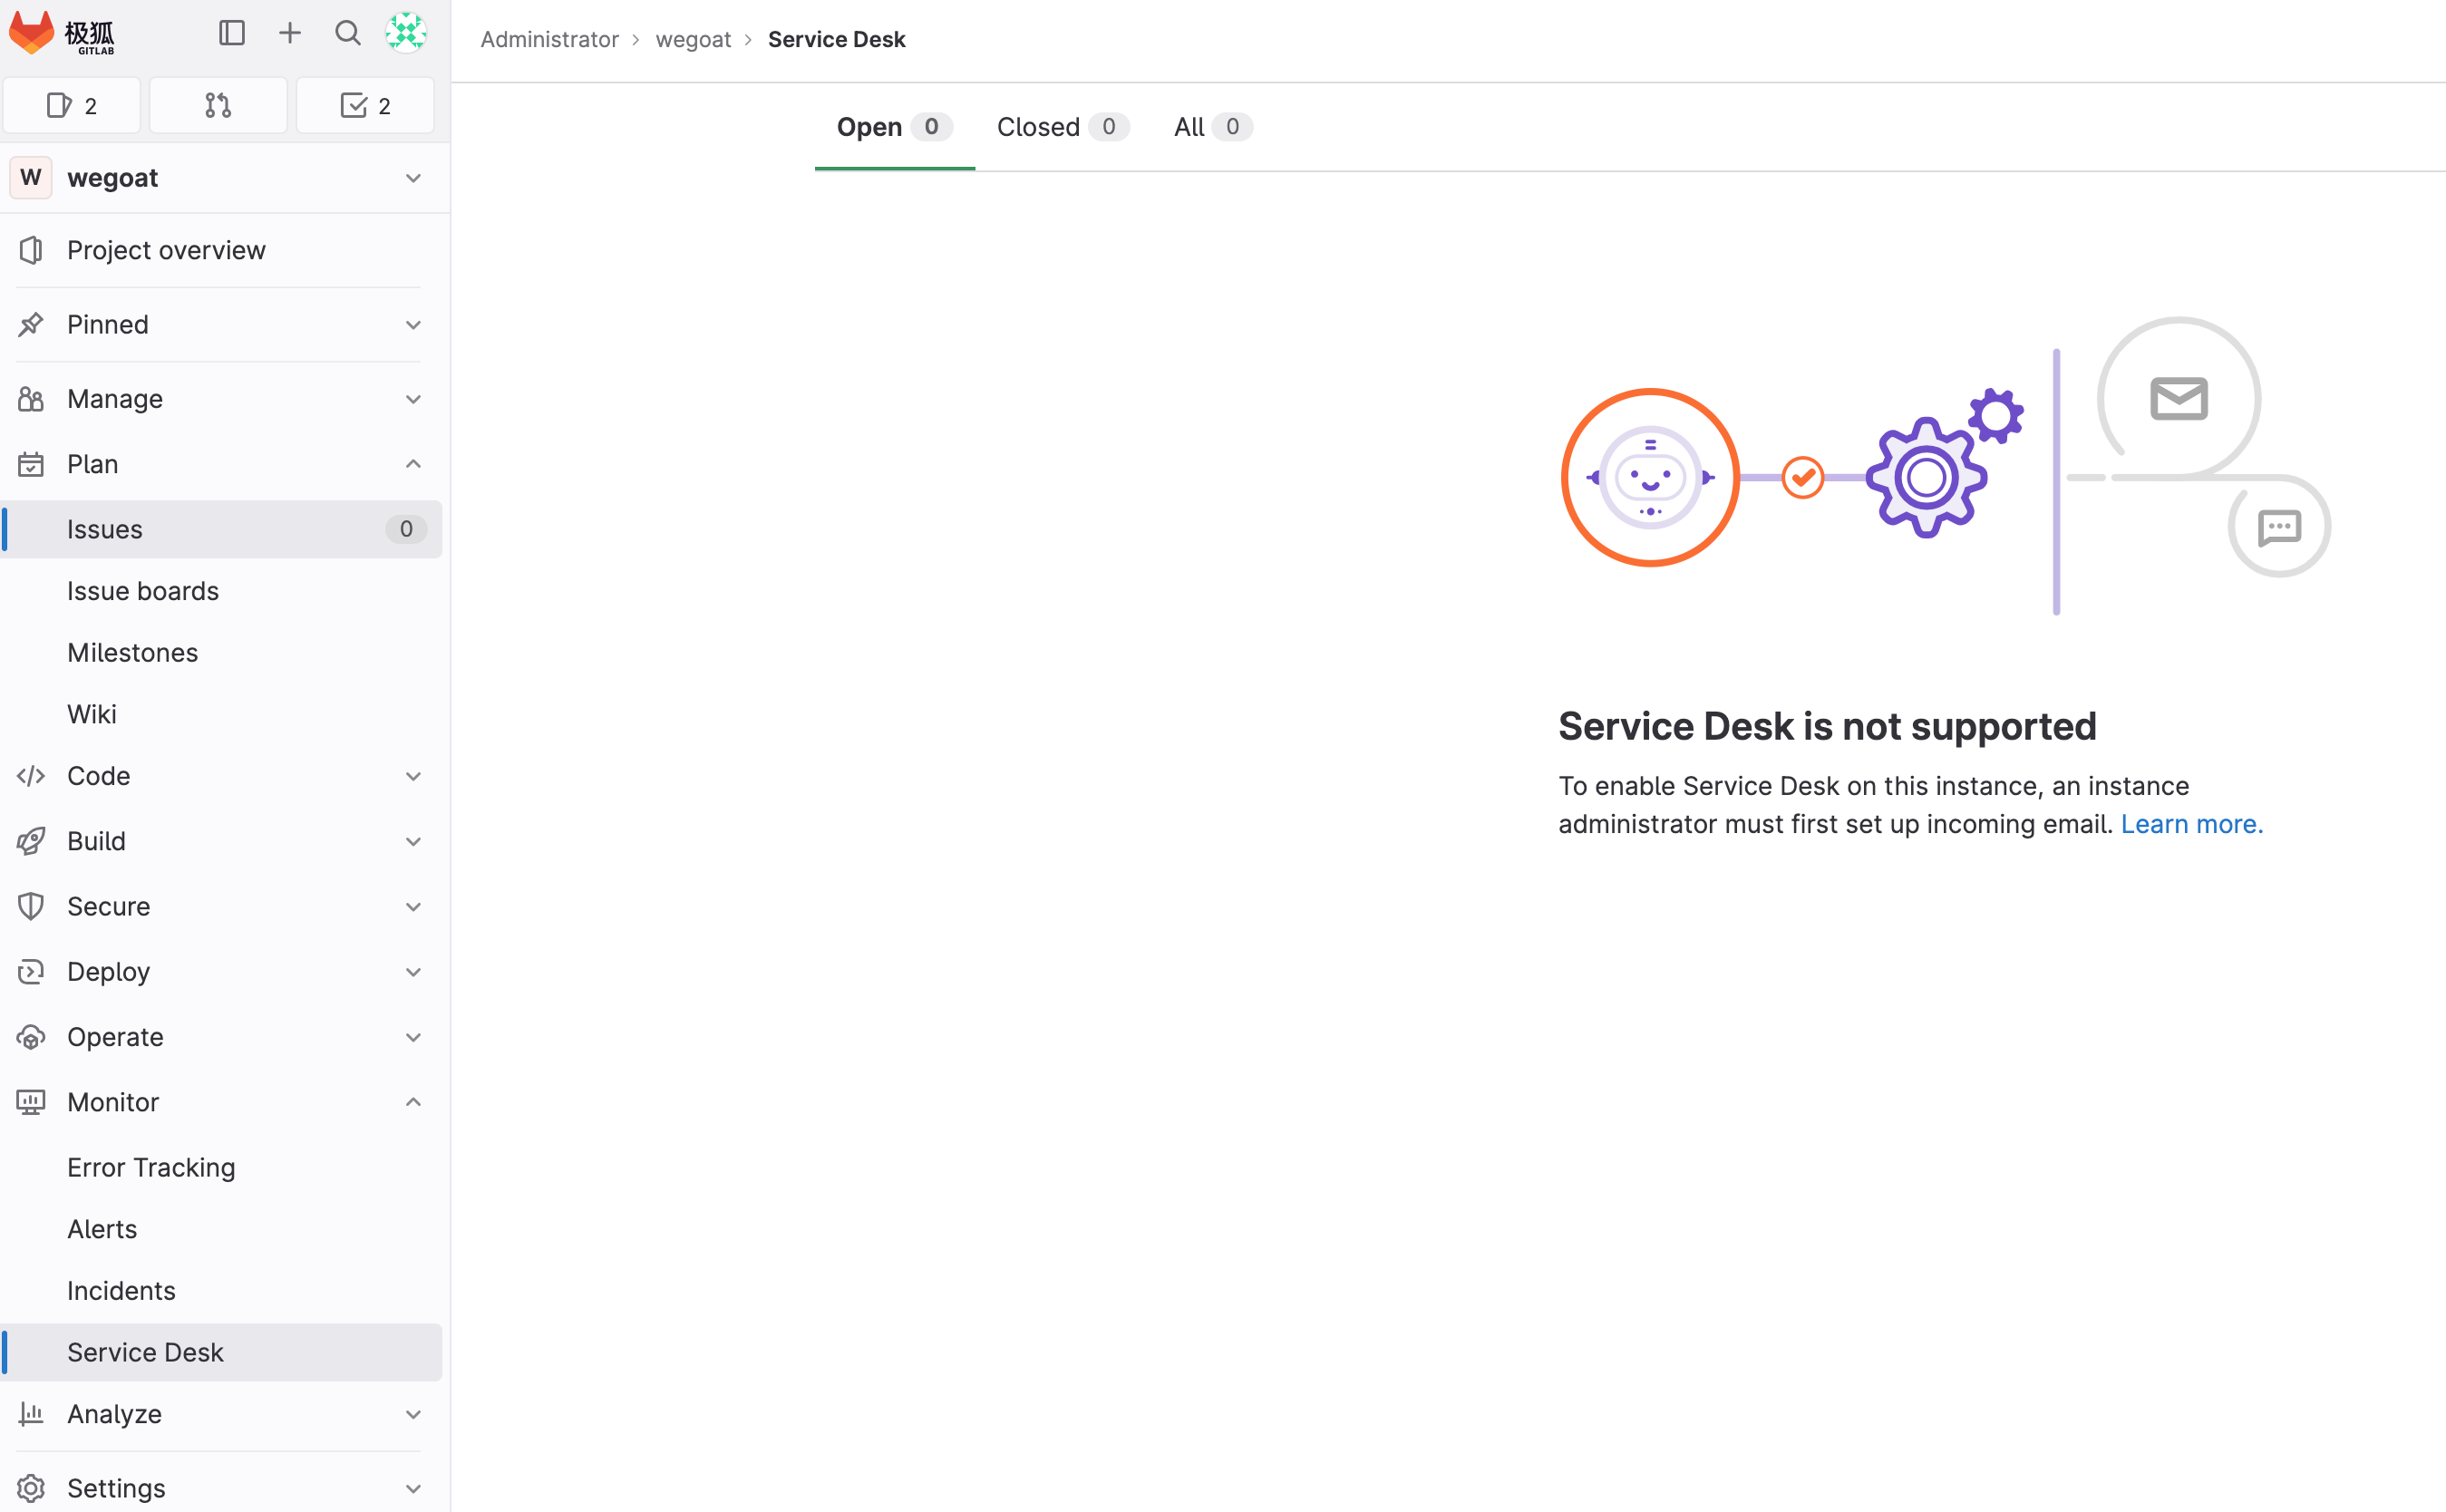 极狐
GITLAB
2
2
W wegoat
Project overview
Pinned
Manage
Plan
Issues 0
Issue boards
Milestones
Wiki
Code
Build
Secure
Deploy
Operate
Monitor
Error Tracking
Alerts
Incidents
Service Desk
Analyze
Settings
Administrator › wegoat › Service Desk
Open 0 Closed 0 All 0
Service Desk is not supported
To enable Service Desk on this instance, an instance
administrator must first set up incoming email. Learn more.